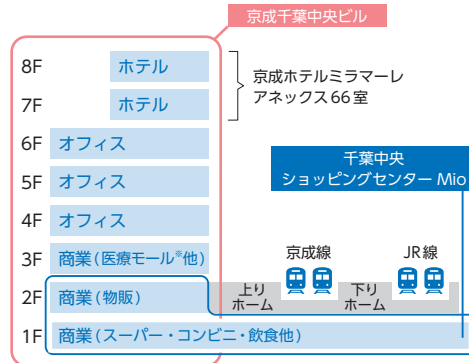 京成千葉中央ビル
8F ホテル
7F ホテル
京成ホテルミラマーレ
アネックス66室
6F オフィス
5F オフィス
4F オフィス
千葉中央
ショッピングセンター Mio
3F 商業(医療モール※他)
京成線
JR線
2F 商業(物販)
上り
ホーム
下り
ホーム
1F 商業(スーパー・コンビニ・飲食他)